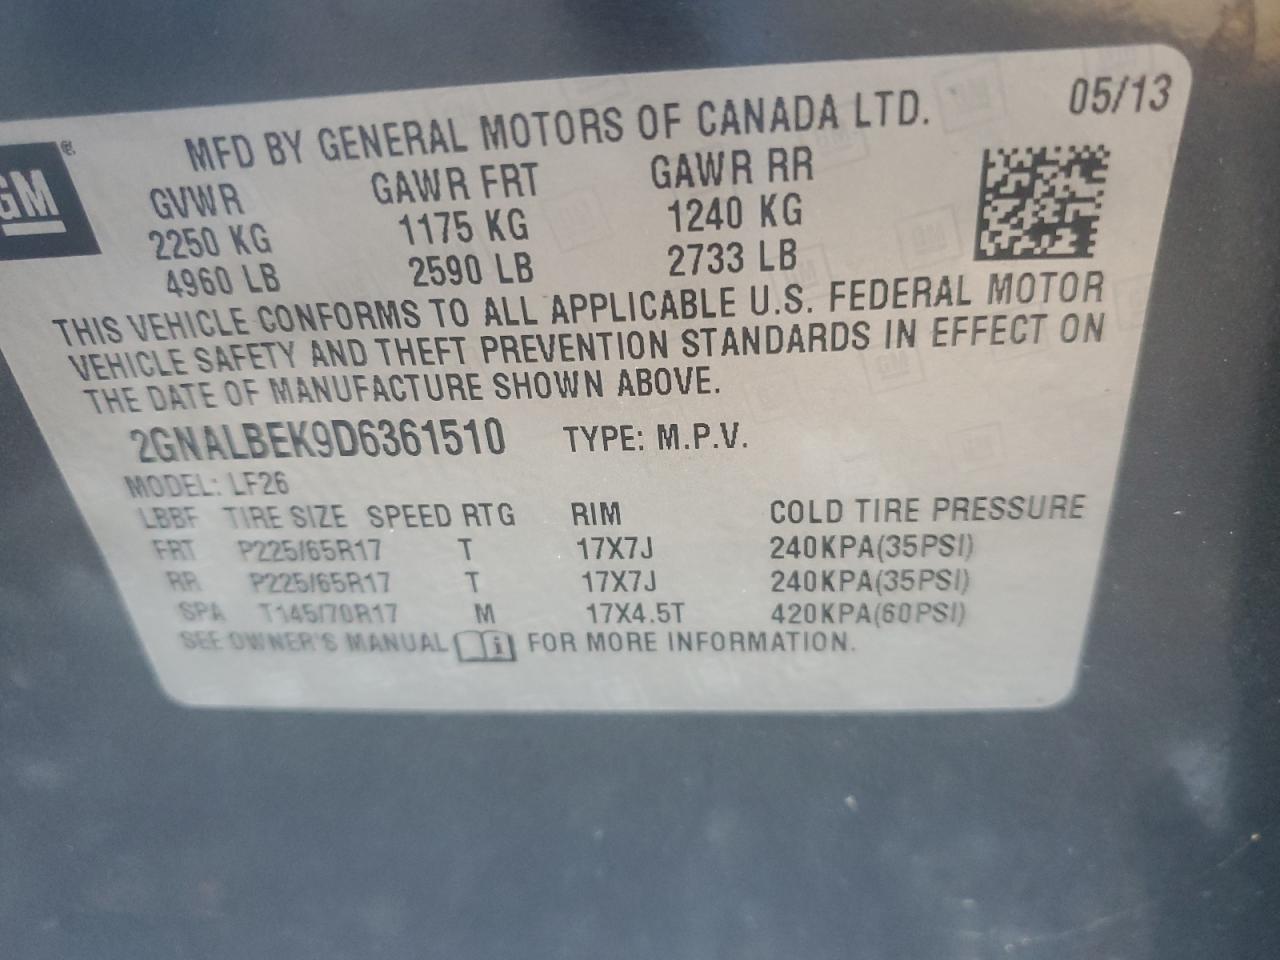 GM ®
MFD BY GENERAL MOTORS OF CANADA LTD. 05/13
GVWR GAWR FRT GAWR RR
2250 KG 1175 KG 1240 KG
4960 LB 2590 LB 2733 LB
THIS VEHICLE CONFORMS TO ALL APPLICABLE U.S. FEDERAL MOTOR
VEHICLE SAFETY AND THEFT PREVENTION STANDARDS IN EFFECT ON
THE DATE OF MANUFACTURE SHOWN ABOVE.
2GNALBEK9D6361510 TYPE: M.P.V.
MODEL: LF26
LBBF TIRE SIZE SPEED RTG RIM COLD TIRE PRESSURE
FRT P225/65R17 T 17X7J 240KPA(35PSI)
RR P225/65R17 T 17X7J 240KPA(35PSI)
SPA T145/70R17 M 17X4.5T 420KPA(60PSI)
SEE OWNER'S MANUAL i FOR MORE INFORMATION.